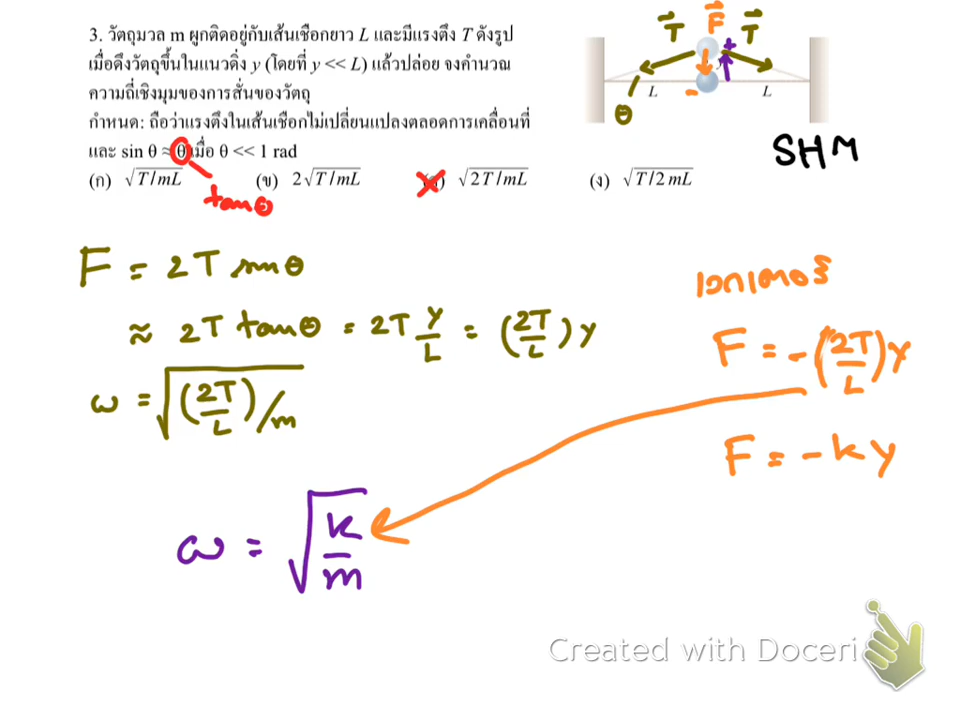 3. วัตถุมวล m ผูกติดอยู่กับเส้นเชือกยาว L และมีแรงตึง T ดังรูป
เมื่อดึงวัตถุขึ้นในแนวดิ่ง y (โดยที่ y << L) แล้วปล่อย จงคำนวณ
ความถี่เชิงมุมของการสั่นของวัตถุ
กำหนด: ถือว่าแรงตึงในเส้นเชือกไม่เปลี่ยนแปลงตลอดการเคลื่อนที่
และ sin θ ≈ θ เมื่อ θ << 1 rad
(ก) √T/mL (ข) 2√T/mL √2T/mL (ง) √T/2mL
tanθ
T F T
+
y
-
L L
θ
SHM
F = 2T sinθ
≈ 2T tanθ = 2T y/L = (2T/L) y
ω = √(2T/L)/m
เวกเตอร์
F = -(2T/L) y
F = -ky
ω = √k/m
Created with Doceri